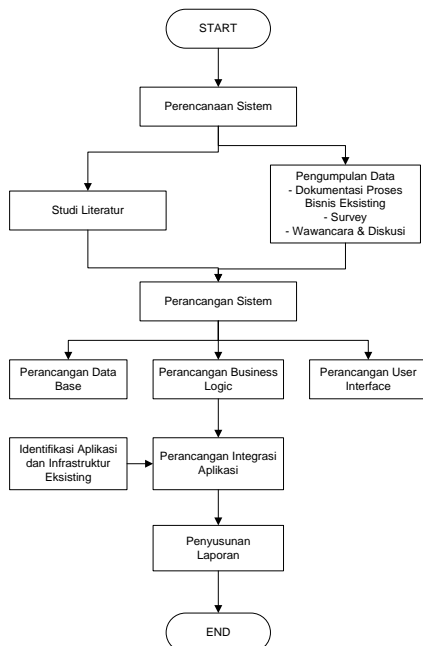 START
Perencanaan Sistem
Studi Literatur
Pengumpulan Data
- Dokumentasi Proses
Bisnis Eksisting
- Survey
- Wawancara & Diskusi
Perancangan Sistem
Perancangan Data
Base
Perancangan Business
Logic
Perancangan User
Interface
Identifikasi Aplikasi
dan Infrastruktur
Eksisting
Perancangan Integrasi
Aplikasi
Penyusunan
Laporan
END